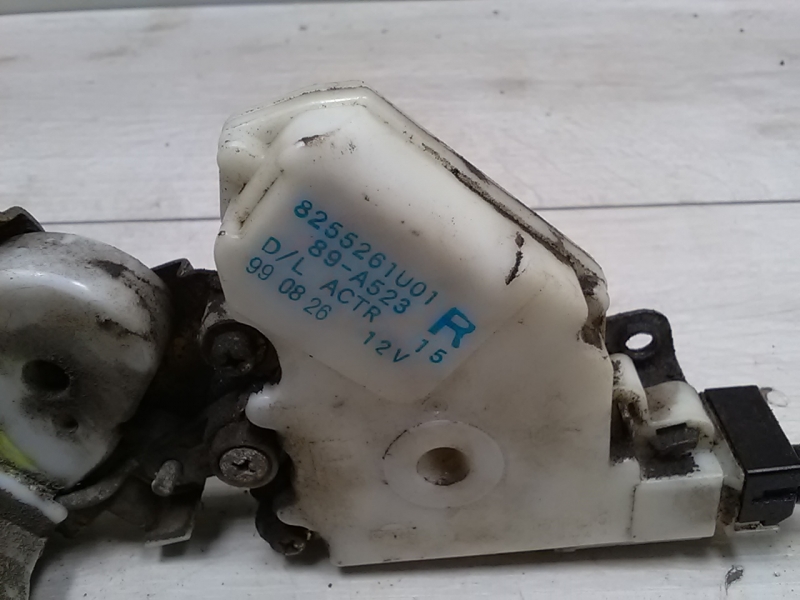 8255261U01
89-A523
D/L ACTR R
99 08 26 15
12V